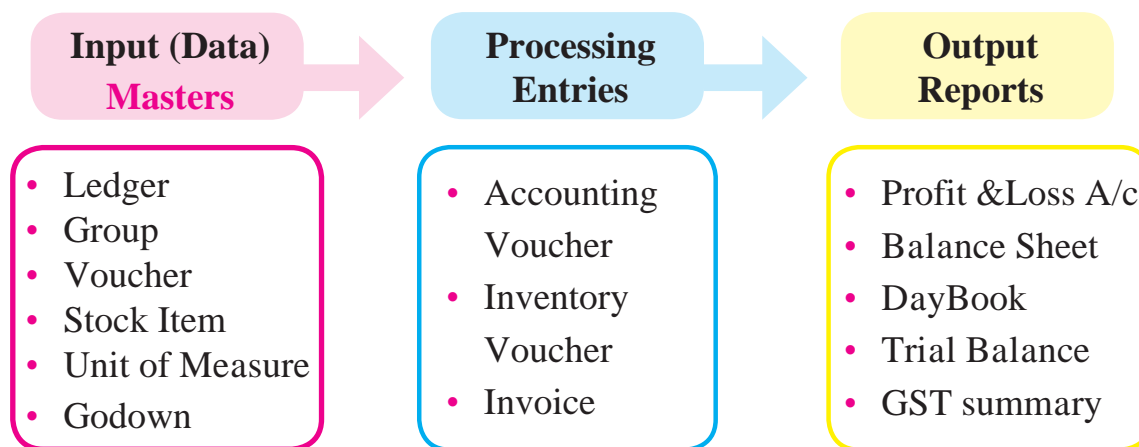 Input (Data)
Masters
• Ledger
• Group
• Voucher
• Stock Item
• Unit of Measure
• Godown
Processing
Entries
• Accounting
Voucher
• Inventory
Voucher
• Invoice
Output
Reports
• Profit &Loss A/c
• Balance Sheet
• DayBook
• Trial Balance
• GST summary